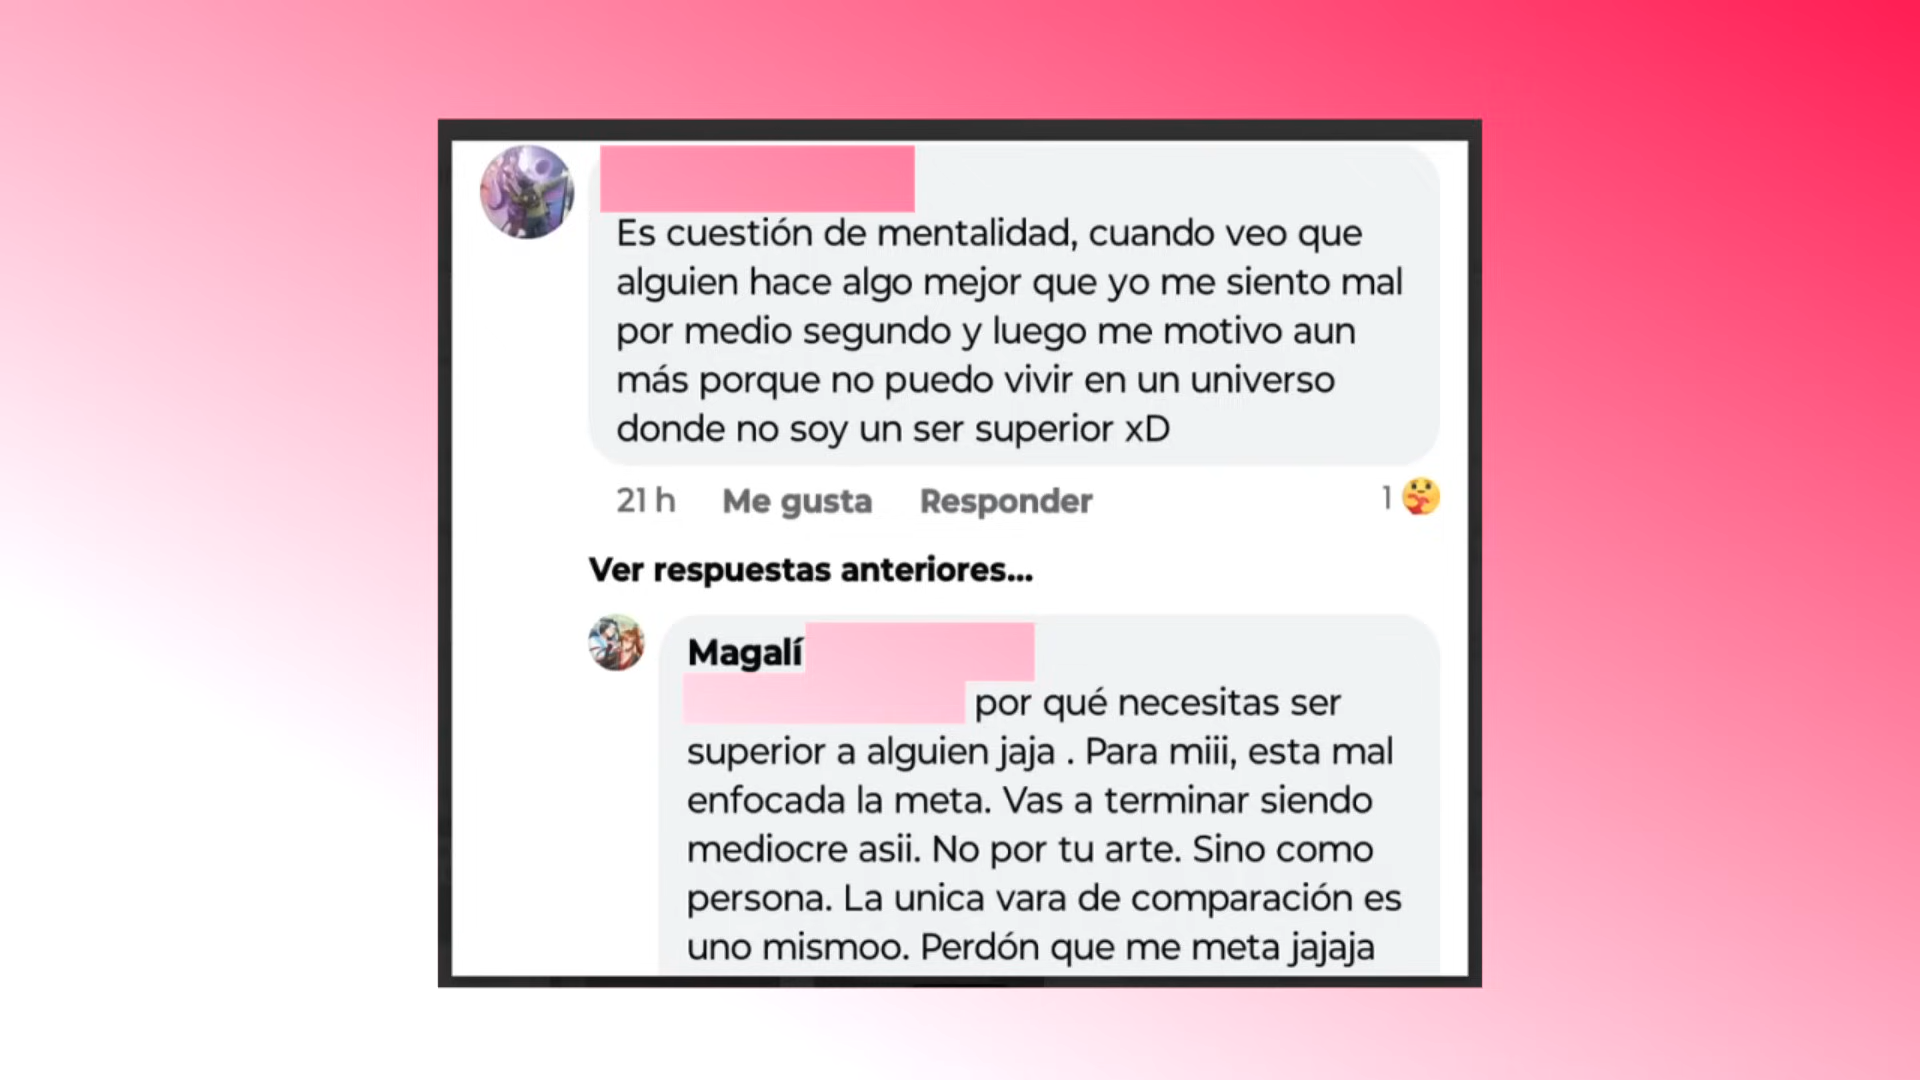 Es cuestión de mentalidad, cuando veo que
alguien hace algo mejor que yo me siento mal
por medio segundo y luego me motivo aun
más porque no puedo vivir en un universo
donde no soy un ser superior xD
21 h Me gusta Responder 1
Ver respuestas anteriores...
Magalí
por qué necesitas ser
superior a alguien jaja . Para miii, esta mal
enfocada la meta. Vas a terminar siendo
mediocre asii. No por tu arte. Sino como
persona. La unica vara de comparación es
uno mismoo. Perdón que me meta jajaja